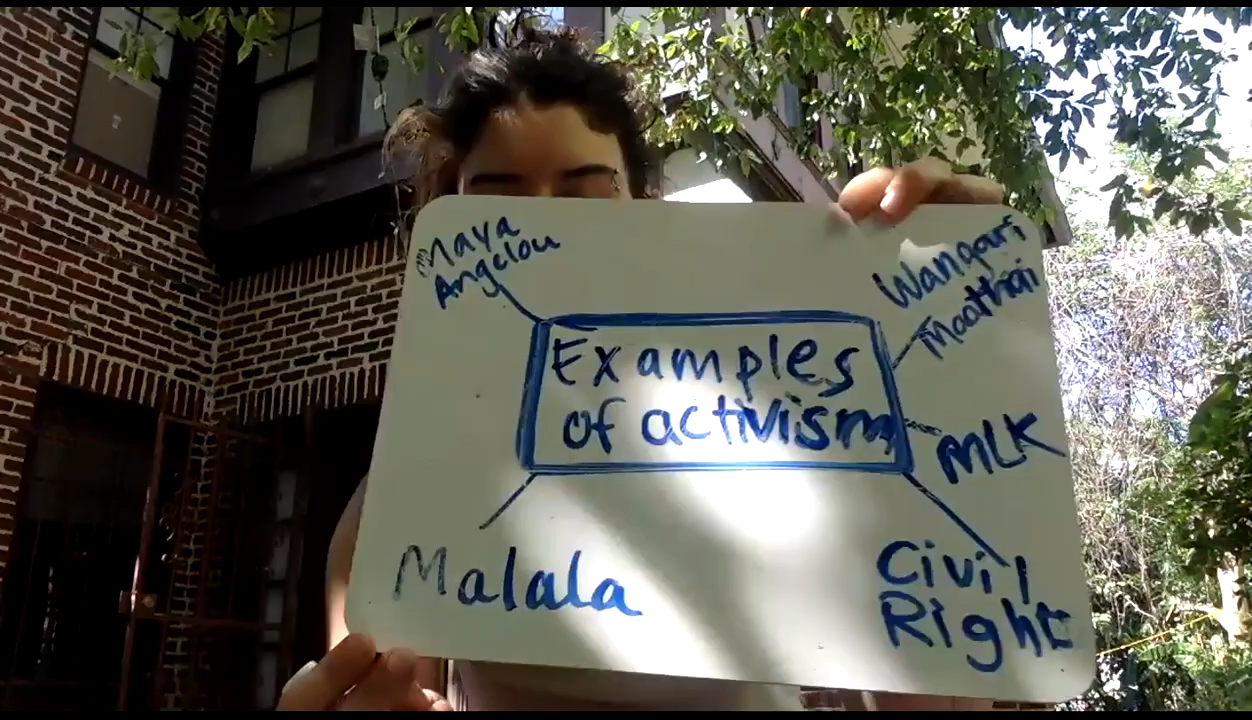 Maya
Angelou
Wangari
Maathai
Examples
of activism
MLK
Malala
Civil
Right